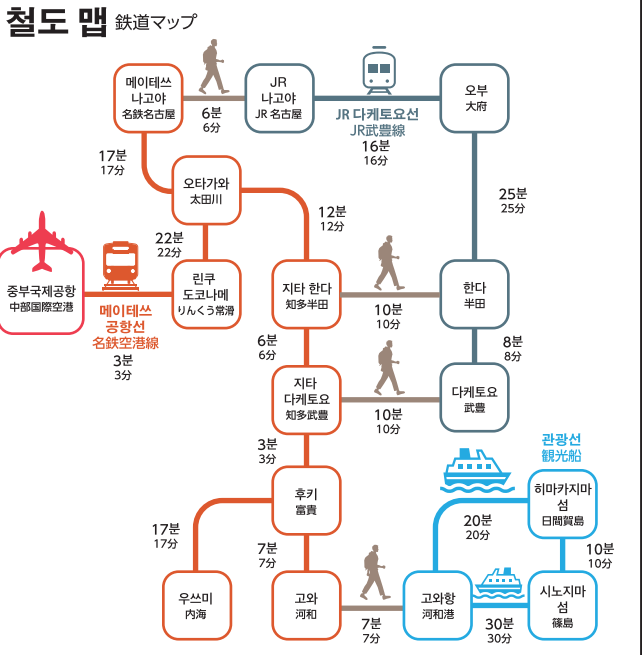 철도 맵 鉄道マップ
메이테쓰
나고야
名鉄名古屋
6분
6分
JR
나고야
JR 名古屋
JR 다케토요선
JR武豊線
16분
16分
오부
大府
17분
17分
오타가와
太田川
12분
12分
25분
25分
22분
22分
중부국제공항
中部国際空港
메이테쓰
공항선
名鉄空港線
3분
3分
린쿠
도코나메
りんくう常滑
지타 한다
知多半田
10분
10分
한다
半田
6분
6分
8분
8分
지타
다케토요
知多武豊
10분
10分
다케토요
武豊
3분
3分
관광선
観光船
후키
富貴
히마카지마
섬
日間賀島
20분
20分
17분
17分
7분
7分
10분
10分
우쓰미
内海
고와
河和
7분
7分
고와항
河和港
30분
30分
시노지마
섬
篠島